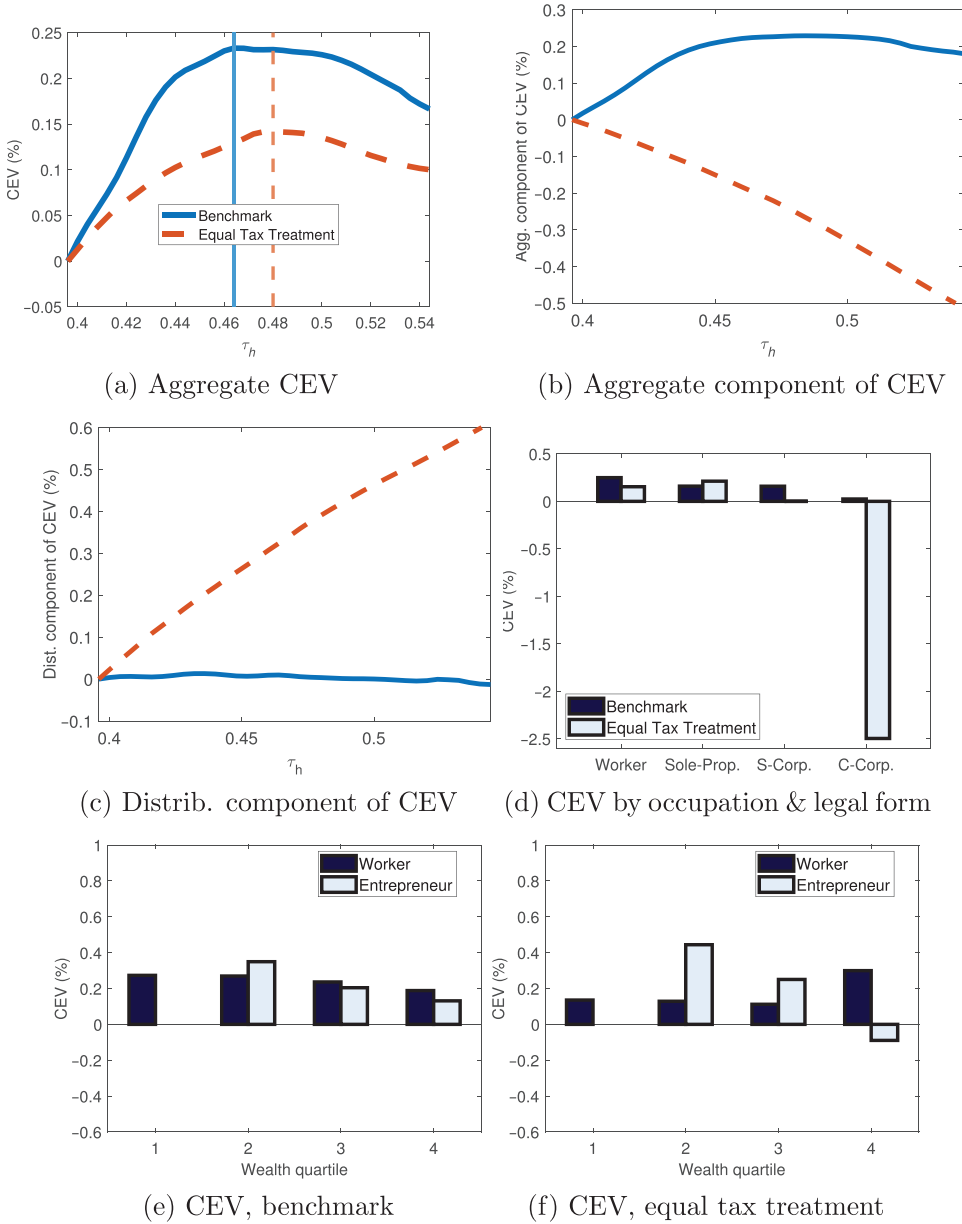 0.25
0.2
0.15
0.1
0.05
0
−0.05
CEV (%)
Benchmark
Equal Tax Treatment
0.4 0.42 0.44 0.46 0.48 0.5 0.52 0.54
τh
(a) Aggregate CEV
0.3
0.2
0.1
0
−0.1
−0.2
−0.3
−0.4
−0.5
Agg. component of CEV (%)
0.4 0.45 0.5
τh
(b) Aggregate component of CEV
0.6
0.5
0.4
0.3
0.2
0.1
0
−0.1
Dist. component of CEV (%)
0.4 0.45 0.5
τh
(c) Distrib. component of CEV
0.5
0
−0.5
−1
−1.5
−2
−2.5
CEV (%)
Benchmark
Equal Tax Treatment
Worker Sole-Prop. S-Corp. C-Corp.
(d) CEV by occupation & legal form
1
0.8
0.6
0.4
0.2
0
−0.2
−0.4
−0.6
CEV (%)
Worker
Entrepreneur
1 2 3 4
Wealth quartile
(e) CEV, benchmark
1
0.8
0.6
0.4
0.2
0
−0.2
−0.4
−0.6
CEV (%)
Worker
Entrepreneur
1 2 3 4
Wealth quartile
(f) CEV, equal tax treatment